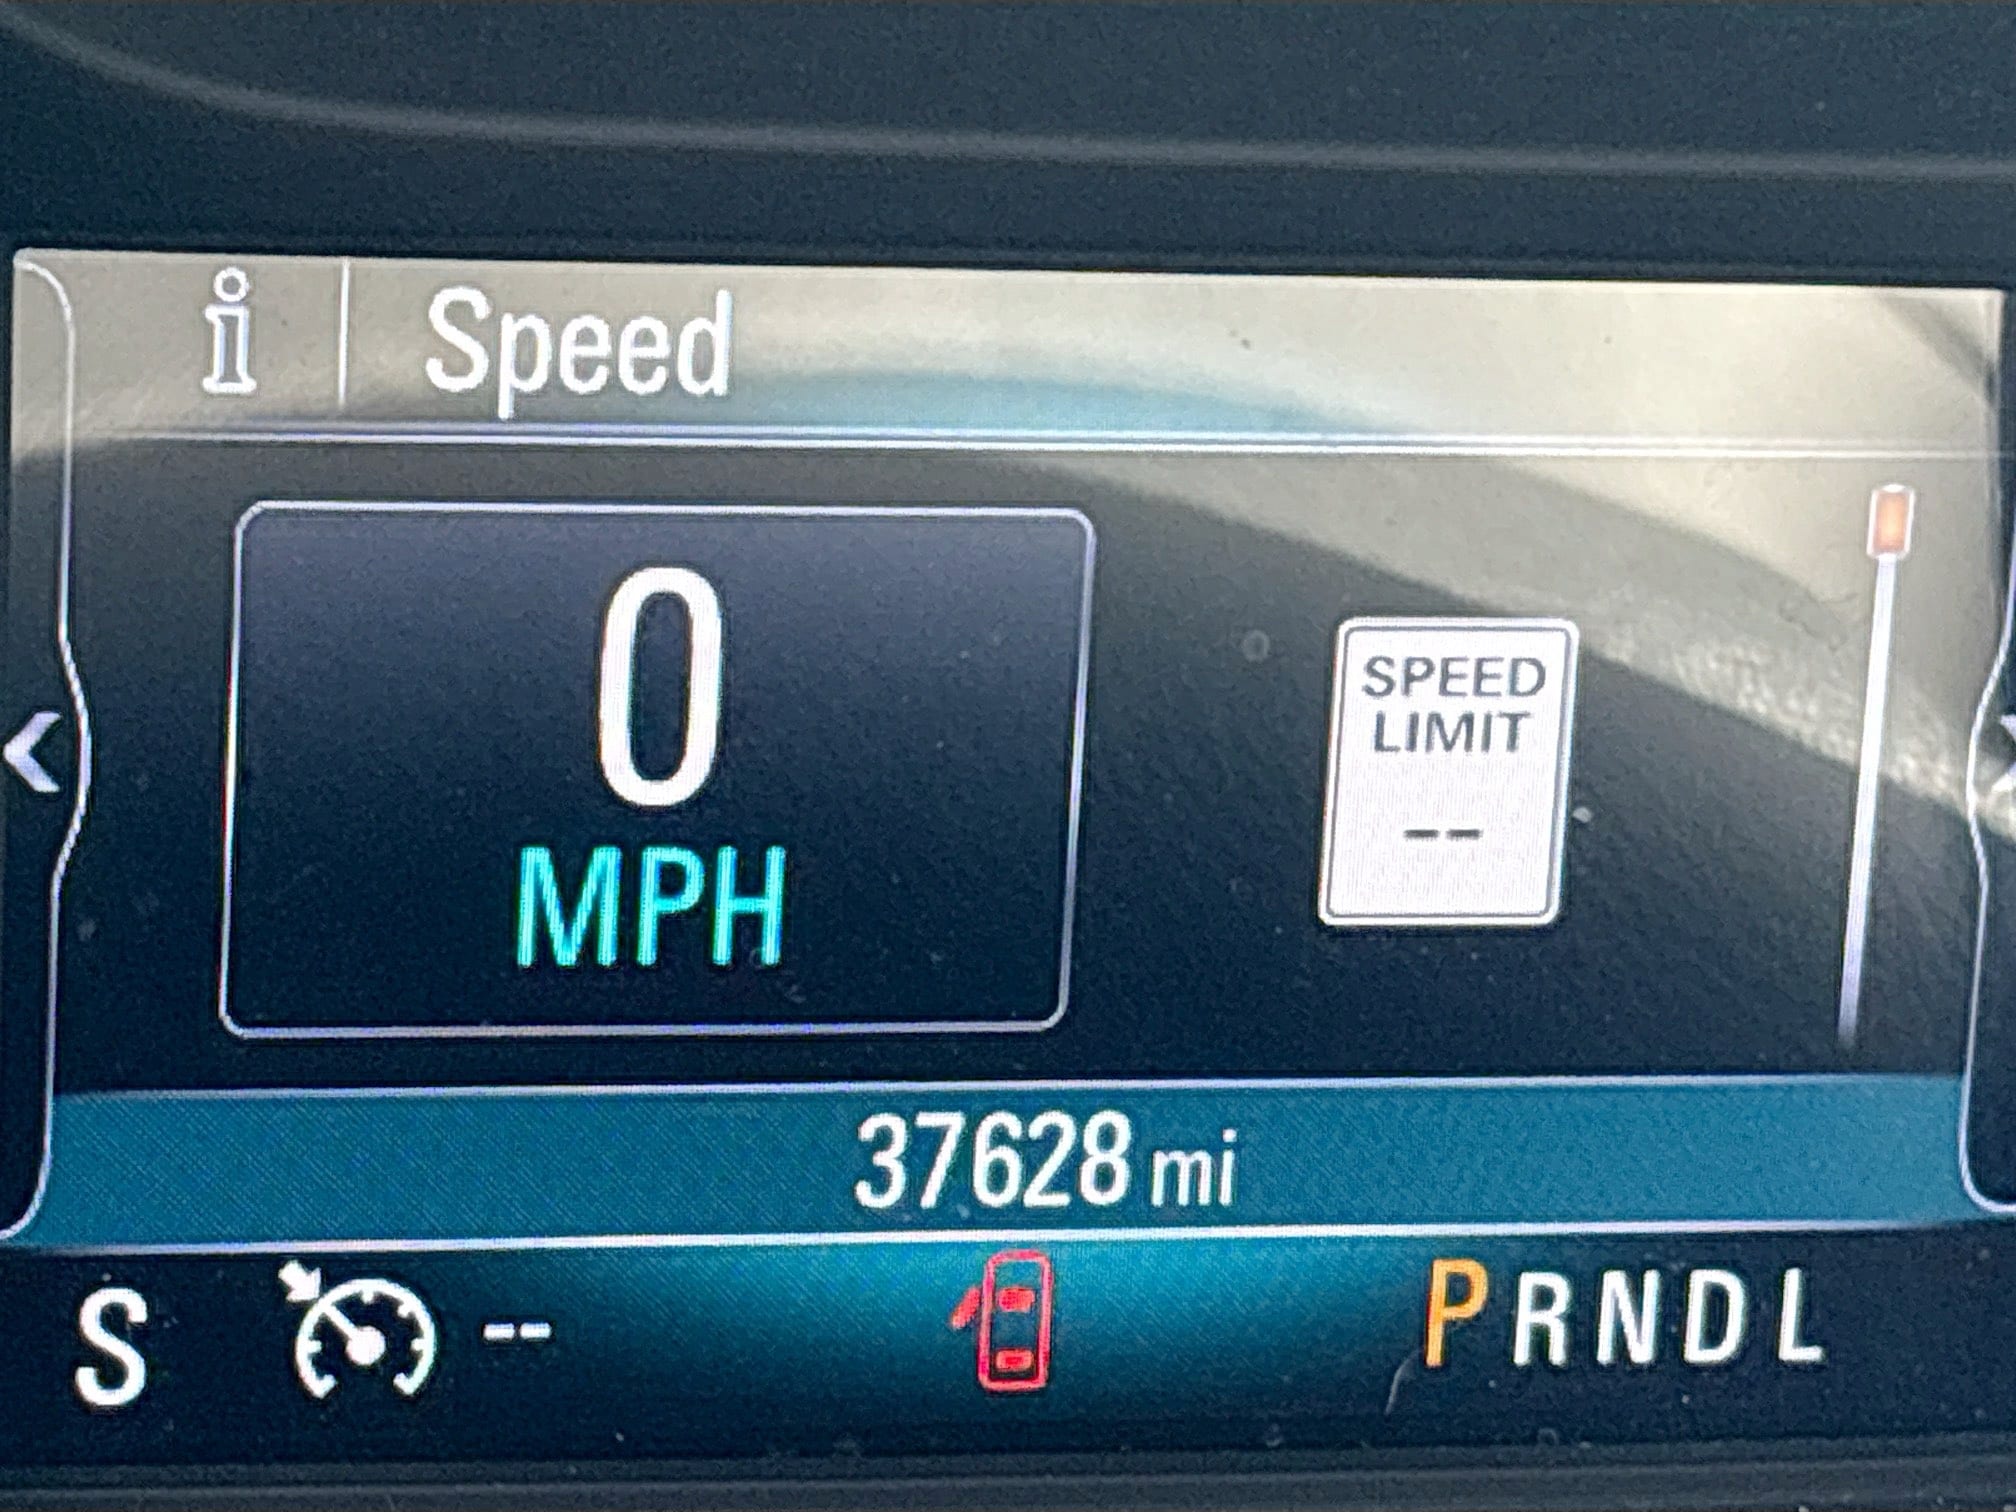 i Speed
0
MPH
SPEED
LIMIT
--
37628 mi
S -- PRNDL